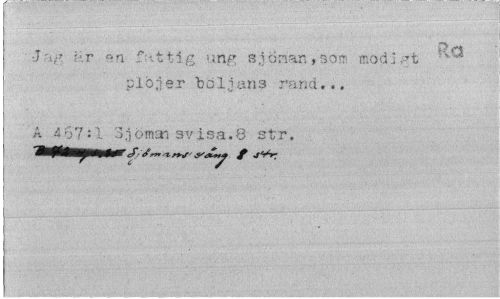 Jag är en fattig ung sjöman,som modigt Ra
plöjer böljans rand...
A 467:1 Sjömansvisa.8 str.
Sjömans sång. 8 str.